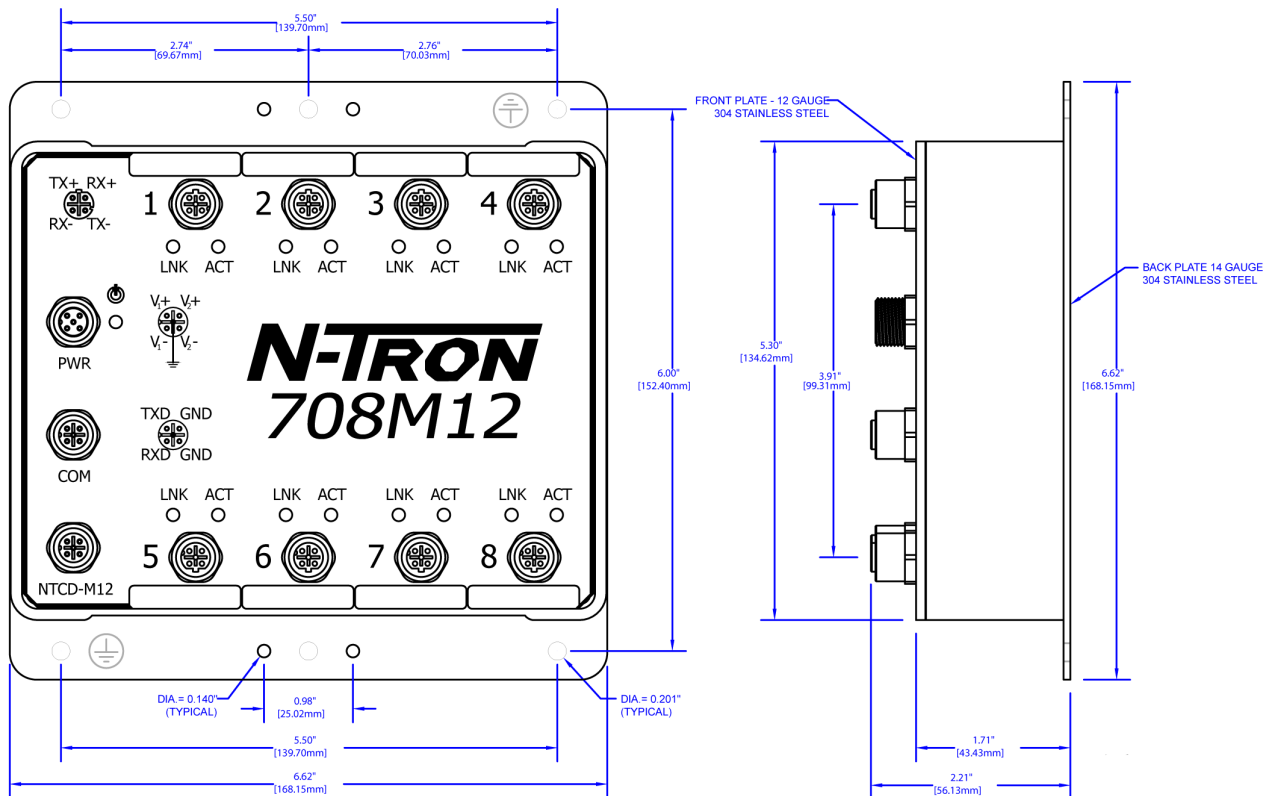 5.50"
[139.70mm]
2.74"
[69.67mm]
2.76"
[70.03mm]
FRONT PLATE - 12 GAUGE
304 STAINLESS STEEL
TX+ RX+
RX- TX-
1 2 3 4
LNK ACT LNK ACT LNK ACT LNK ACT
BACK PLATE 14 GAUGE
304 STAINLESS STEEL
V1+ V2+
V1- V2-
PWR
N-TRON
708M12
5.30"
[134.62mm]
6.00"
[152.40mm]
3.91"
[99.31mm]
6.62"
[168.15mm]
TXD GND
RXD GND
COM
LNK ACT LNK ACT LNK ACT LNK ACT
5 6 7 8
NTCD-M12
DIA.= 0.140"
(TYPICAL)
0.98"
[25.02mm]
DIA.= 0.201"
(TYPICAL)
5.50"
[139.70mm]
1.71"
[43.43mm]
6.62"
[168.15mm]
2.21"
[56.13mm]